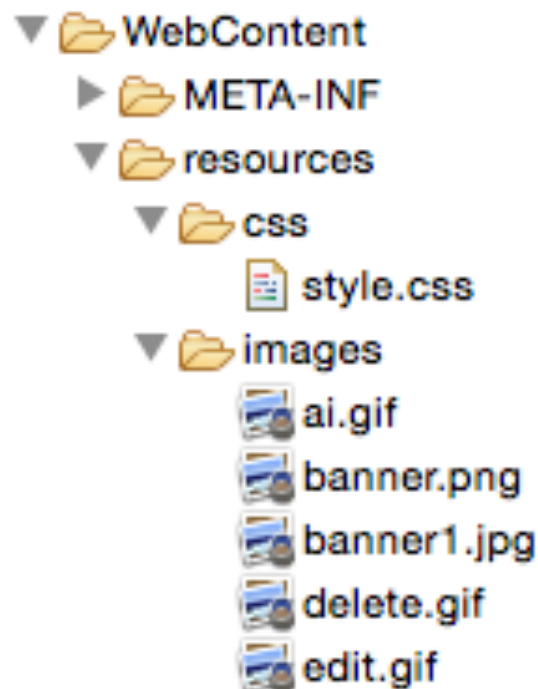 WebContent
META-INF
resources
css
style.css
images
ai.gif
banner.png
banner1.jpg
delete.gif
edit.gif